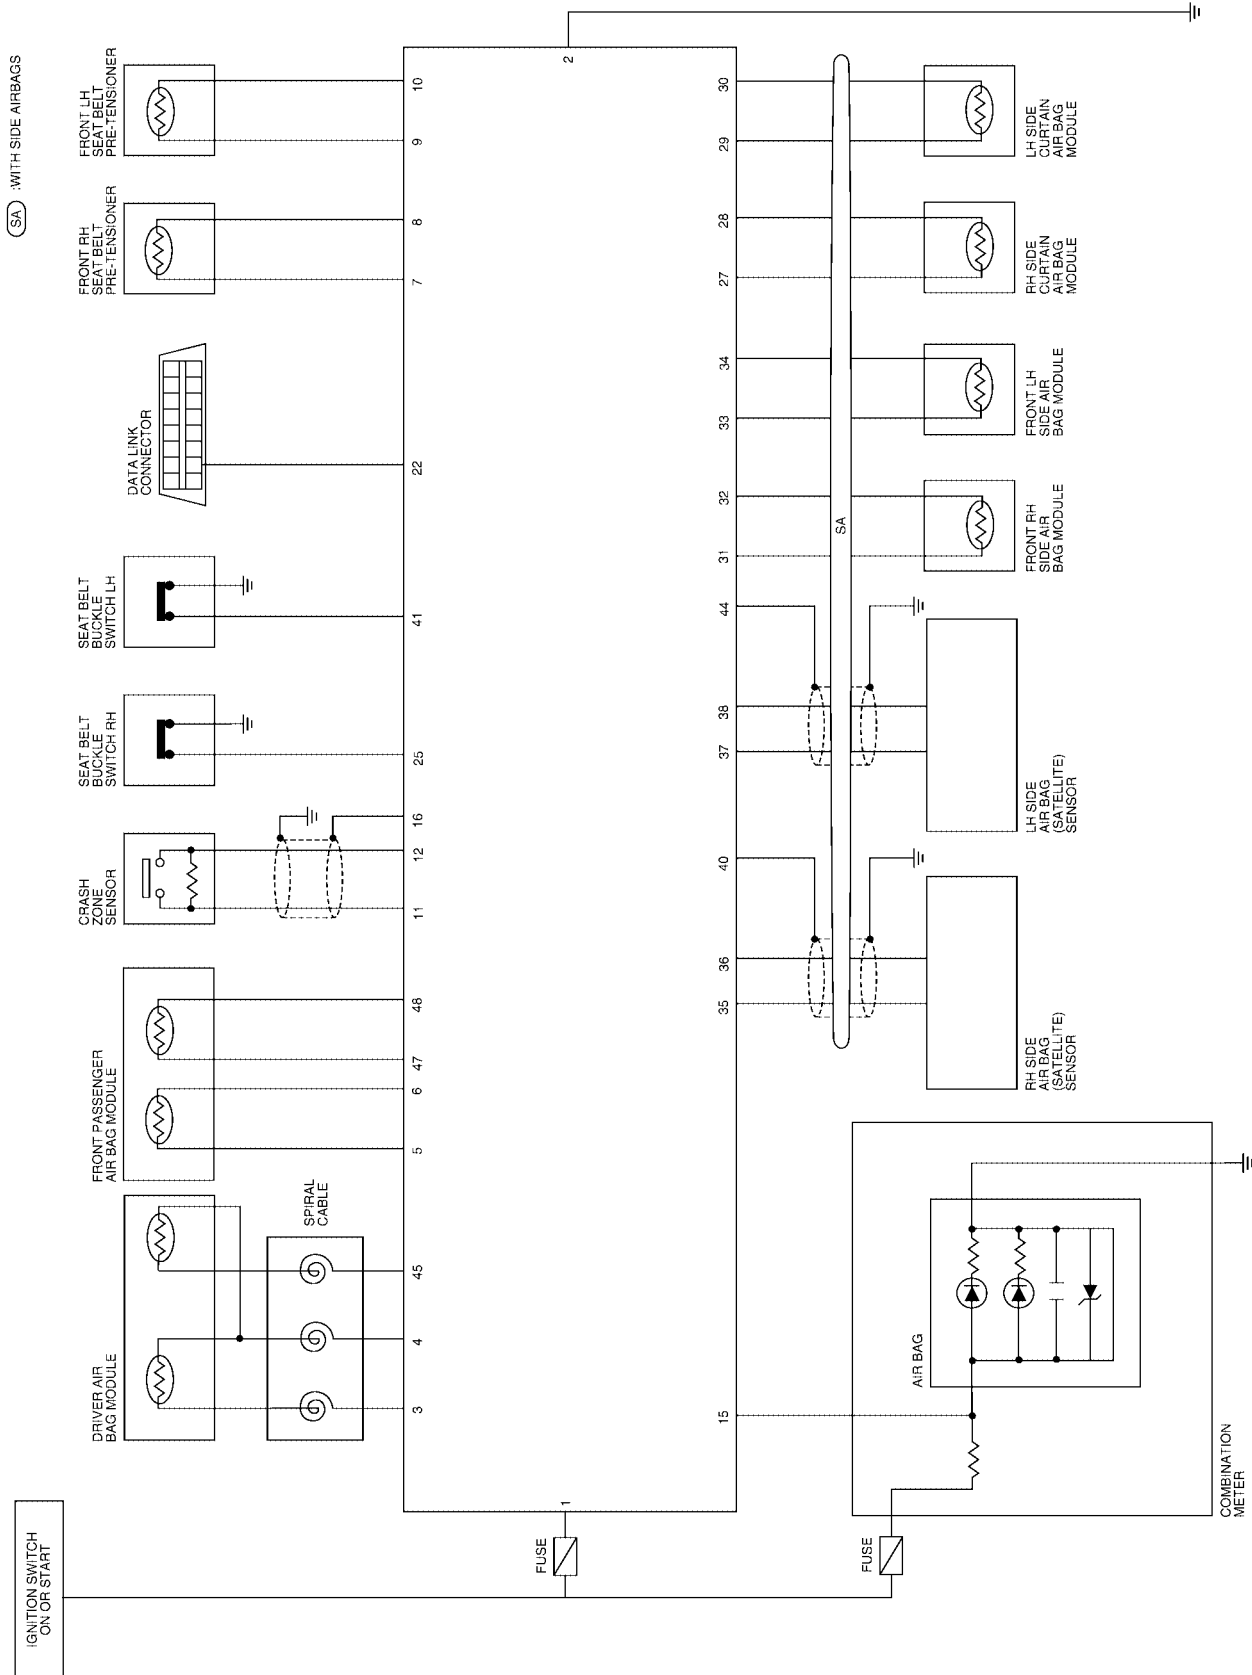 SA :WITH SIDE AIRBAGS
IGNITION SWITCH
ON OR START
DRIVER AIR
BAG MODULE
FRONT PASSENGER
AIR BAG MODULE
CRASH
ZONE
SENSOR
SEAT BELT
BUCKLE
SWITCH RH
SEAT BELT
BUCKLE
SWITCH LH
DATA LINK
CONNECTOR
FRONT RH
SEAT BELT
PRE-TENSIONER
FRONT LH
SEAT BELT
PRE-TENSIONER
SPIRAL
CABLE
3
4
45
5
6
47
48
11
12
16
25
41
22
7
8
9
10
FUSE
1
2
15
35
36
40
37
38
44
31
32
33
34
27
28
29
30
SA
FUSE
AIR BAG
COMBINATION
METER
RH SIDE
AIR BAG
(SATELLITE)
SENSOR
LH SIDE
AIR BAG
(SATELLITE)
SENSOR
FRONT RH
SIDE AIR
BAG MODULE
FRONT LH
SIDE AIR
BAG MODULE
RH SIDE
CURTAIN
AIR BAG
MODULE
LH SIDE
CURTAIN
AIR BAG
MODULE